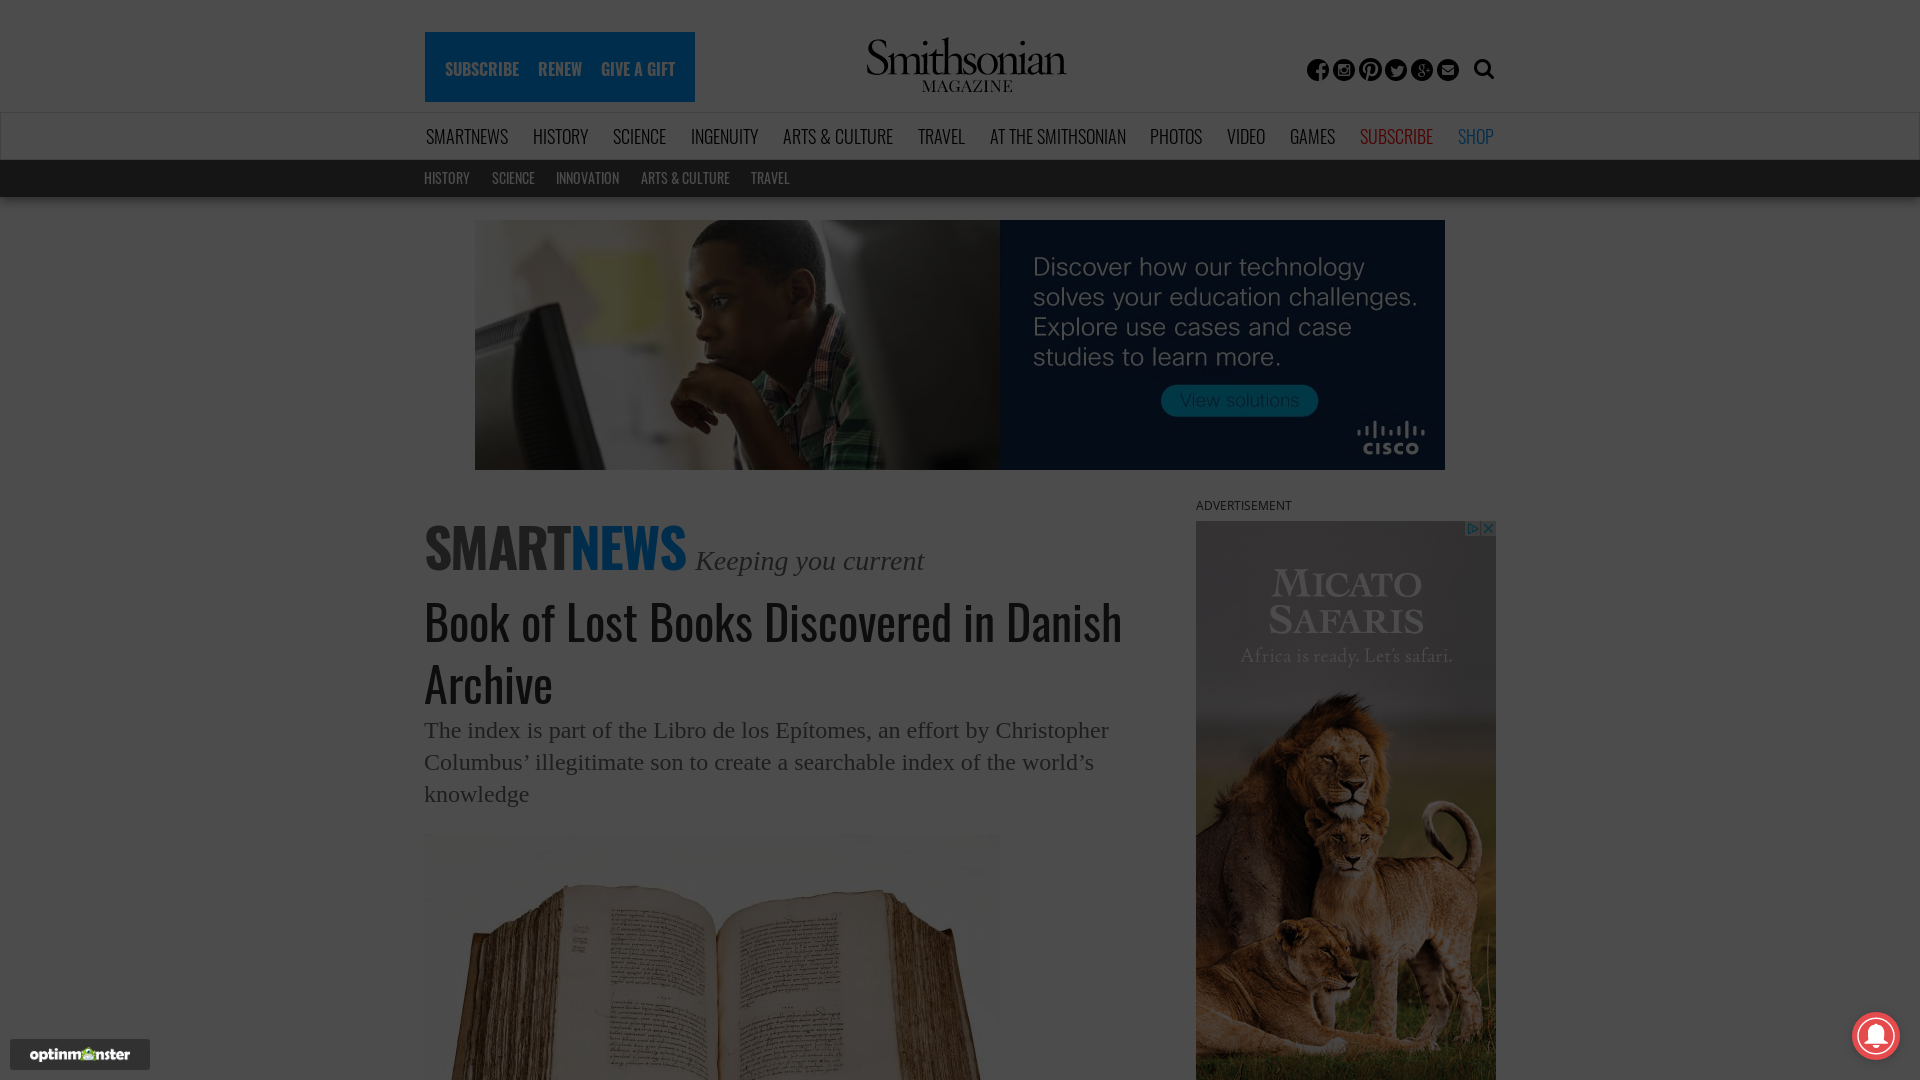 SUBSCRIBE RENEW GIVE A GIFT
Smithsonian
MAGAZINE
SMARTNEWS HISTORY SCIENCE INGENUITY ARTS & CULTURE TRAVEL AT THE SMITHSONIAN PHOTOS VIDEO GAMES SUBSCRIBE SHOP
HISTORY SCIENCE INNOVATION ARTS & CULTURE TRAVEL
Discover how our technology
solves your education challenges.
Explore use cases and case
studies to learn more.
View solutions
CISCO
SMARTNEWS Keeping you current
Book of Lost Books Discovered in Danish
Archive
The index is part of the Libro de los Epítomes, an effort by Christopher
Columbus’ illegitimate son to create a searchable index of the world’s
knowledge
ADVERTISEMENT
MICATO
SAFARIS
Africa is ready. Let's safari.
optinmonster